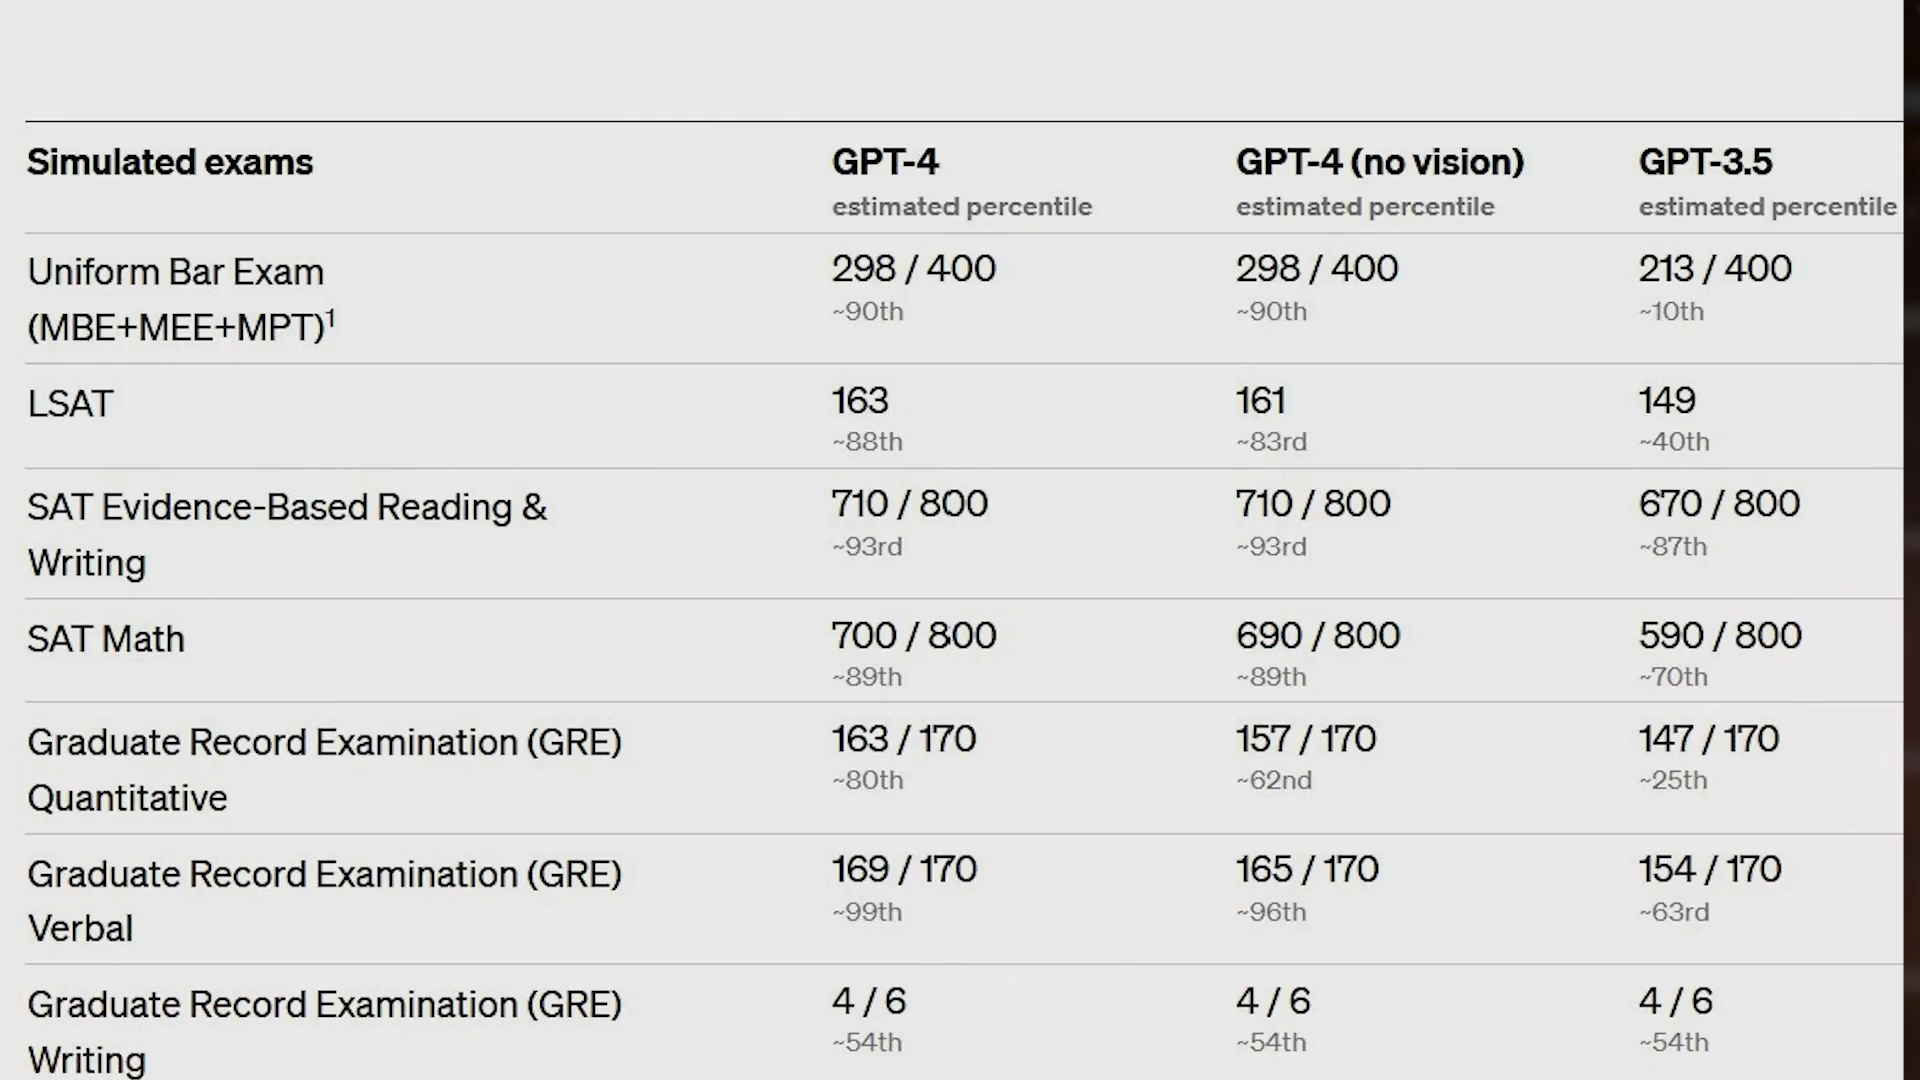 Simulated exams GPT-4 GPT-4 (no vision) GPT-3.5
estimated percentile estimated percentile estimated percentile
Uniform Bar Exam 298 / 400 298 / 400 213 / 400
(MBE+MEE+MPT)¹ ~90th ~90th ~10th
LSAT 163 161 149
~88th ~83rd ~40th
SAT Evidence-Based Reading & 710 / 800 710 / 800 670 / 800
Writing ~93rd ~93rd ~87th
SAT Math 700 / 800 690 / 800 590 / 800
~89th ~89th ~70th
Graduate Record Examination (GRE) 163 / 170 157 / 170 147 / 170
Quantitative ~80th ~62nd ~25th
Graduate Record Examination (GRE) 169 / 170 165 / 170 154 / 170
Verbal ~99th ~96th ~63rd
Graduate Record Examination (GRE) 4 / 6 4 / 6 4 / 6
Writing ~54th ~54th ~54th